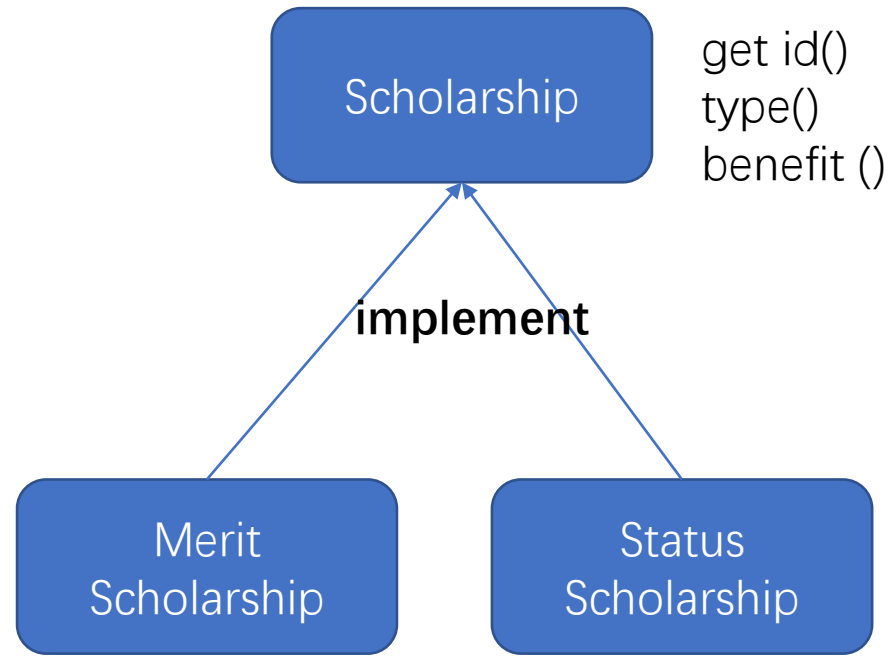 Scholarship
get id()
type()
benefit ()
implement
Merit
Scholarship
Status
Scholarship